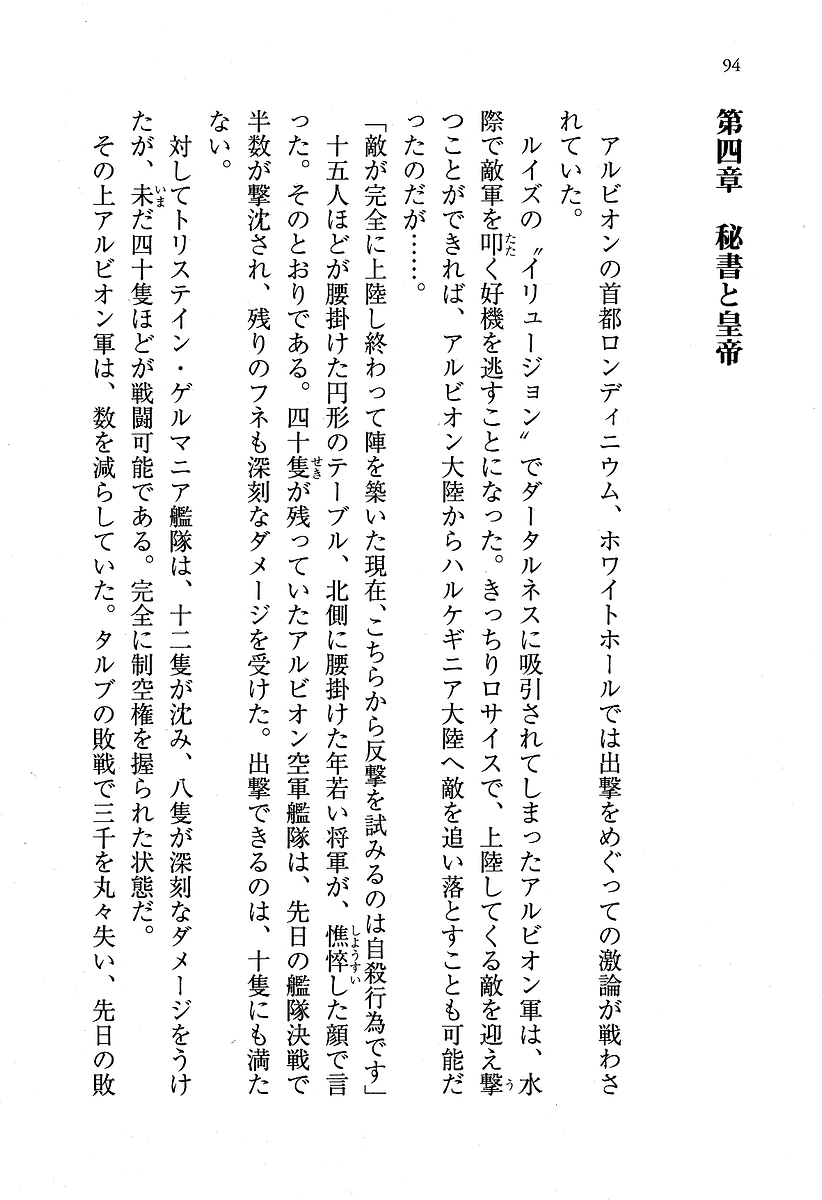 94
第四章　秘書と皇帝
アルビオンの首都ロンディニウム、ホワイトホールでは出撃をめぐっての激論が戦わさ
れていた。
ルイズの〝イリュージョン〟でダータルネスに吸引されてしまったアルビオン軍は、水
際で敵軍を叩く好機を逃すことになった。きっちりロサイスで、上陸してくる敵を迎え撃
つことができれば、アルビオン大陸からハルケギニア大陸へ敵を追い落とすことも可能だ
ったのだが……。
「敵が完全に上陸し終わって陣を築いた現在、こちらから反撃を試みるのは自殺行為です」
十五人ほどが腰掛けた円形のテーブル、北側に腰掛けた年若い将軍が、憔悴した顔で言
った。そのとおりである。四十隻が残っていたアルビオン空軍艦隊は、先日の艦隊決戦で
半数が撃沈され、残りのフネも深刻なダメージを受けた。出撃できるのは、十隻にも満た
ない。
対してトリステイン・ゲルマニア艦隊は、十二隻が沈み、八隻が深刻なダメージをうけ
たが、未だ四十隻ほどが戦闘可能である。完全に制空権を握られた状態だ。
その上アルビオン軍は、数を減らしていた。タルブの敗戦で三千を丸々失い、先日の敗